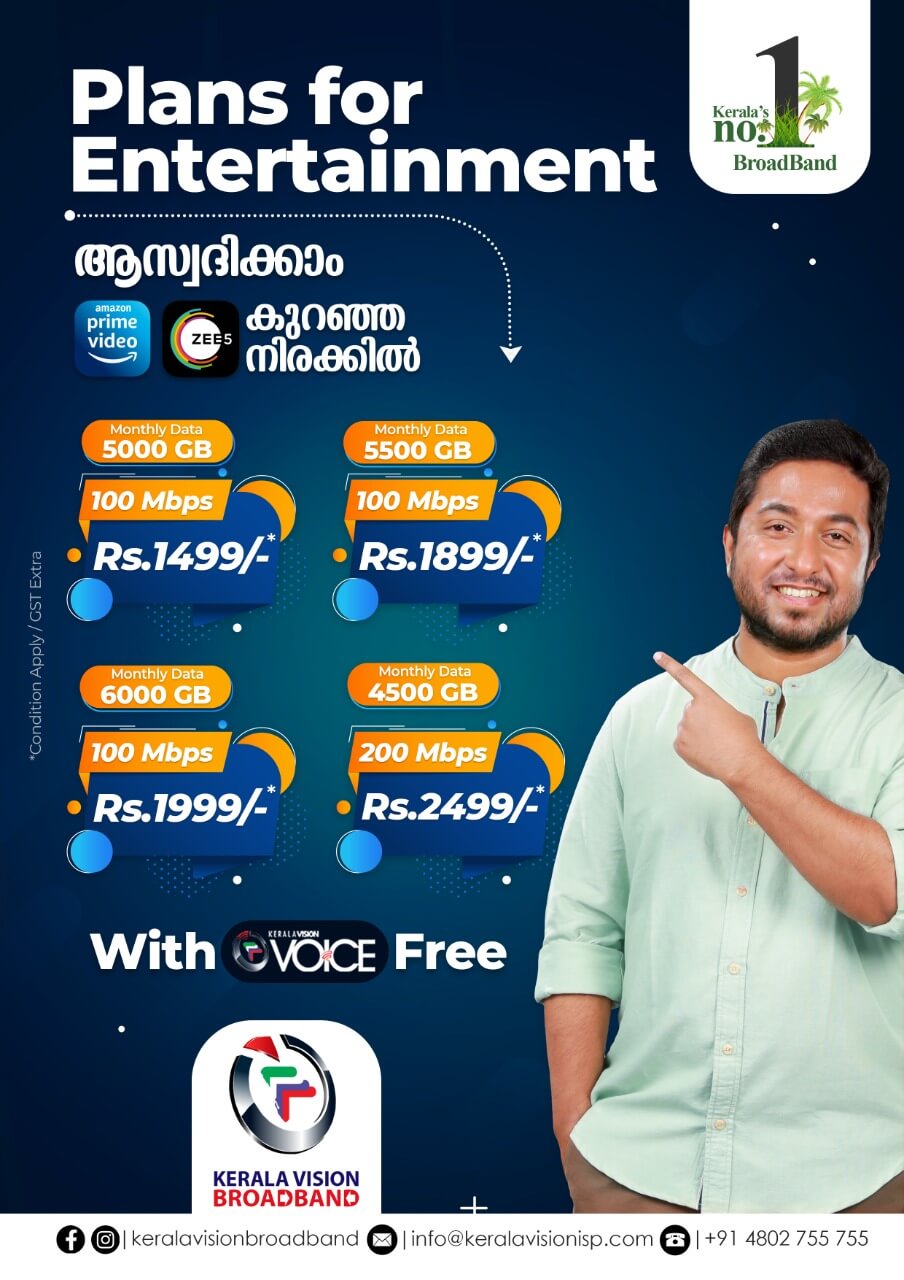 Plans for
Entertainment
Kerala's
no.1
BroadBand
ആസ്വദിക്കാം
amazon
prime
video
ZEE5
കുറഞ്ഞ
നിരക്കിൽ
Monthly Data
5000 GB
100 Mbps
Rs.1499/-*
Monthly Data
5500 GB
100 Mbps
Rs.1899/-*
Monthly Data
6000 GB
100 Mbps
Rs.1999/-*
Monthly Data
4500 GB
200 Mbps
Rs.2499/-*
*Condition Apply / GST Extra
With KERALAVISION VOICE Free
KERALA VISION
BROADBAND
| keralavisionbroadband | info@keralavisionisp.com | +91 4802 755 755